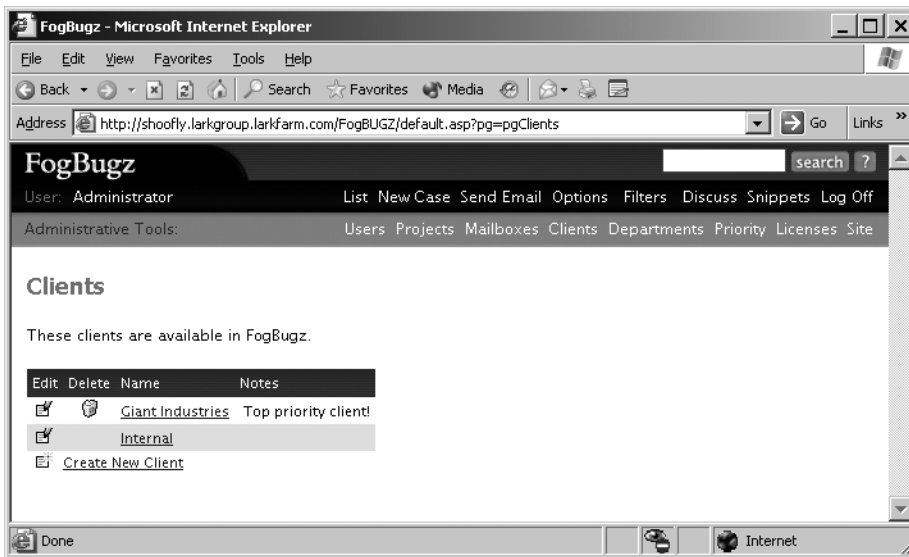 FogBugz - Microsoft Internet Explorer
File Edit View Favorites Tools Help
Back Search Favorites Media
Address http://shoofly.larkgroup.larkfarm.com/FogBUGZ/default.asp?pg=pgClients Go Links »
FogBugz search ?
User: Administrator List New Case Send Email Options Filters Discuss Snippets Log Off
Administrative Tools: Users Projects Mailboxes Clients Departments Priority Licenses Site
Clients
These clients are available in FogBugz.
Edit Delete Name Notes
Giant Industries Top priority client!
Internal
Create New Client
Done Internet